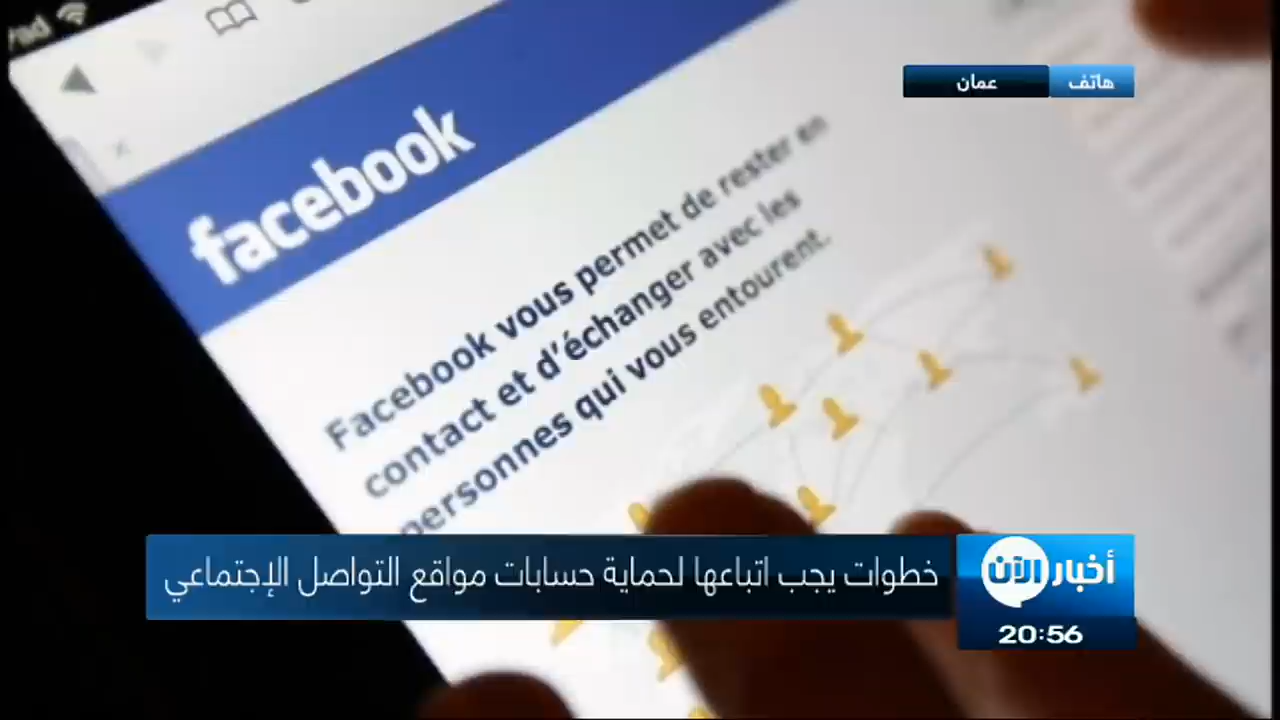 Pad
facebook
Facebook vous permet de rester en
contact et d'échanger avec les
personnes qui vous entourent.
هاتف
عمان
خطوات يجب اتباعها لحماية حسابات مواقع التواصل الإجتماعي
أخبار الآن
20:56